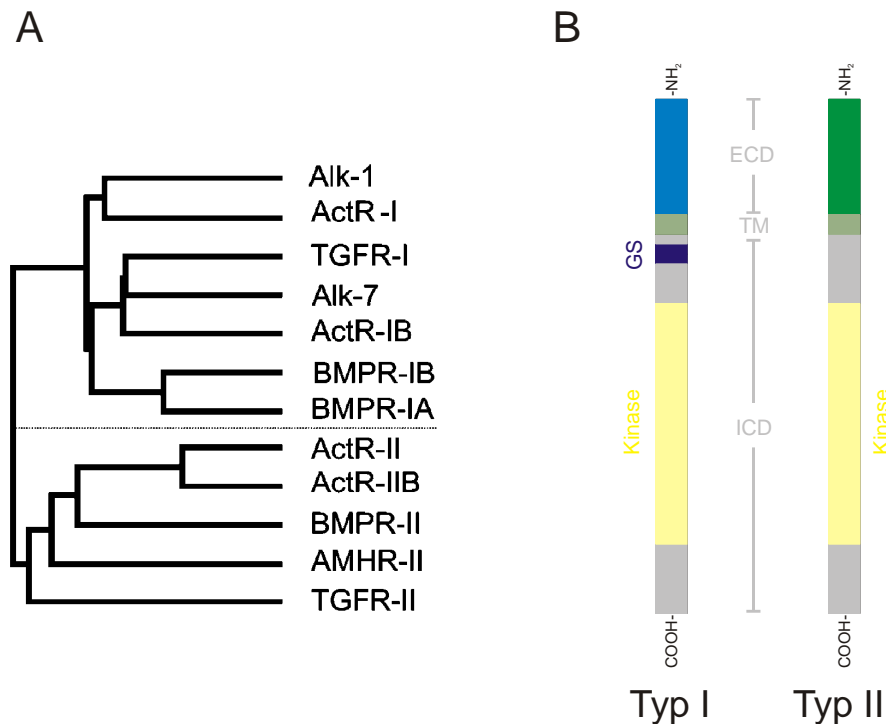 A
Alk-1
ActR-I
TGFR-I
Alk-7
ActR-IB
BMPR-IB
BMPR-IA
ActR-II
ActR-IIB
BMPR-II
AMHR-II
TGFR-II
B
-NH₂
-NH₂
ECD
TM
GS
Kinase
ICD
Kinase
COOH-
COOH-
Typ I
Typ II